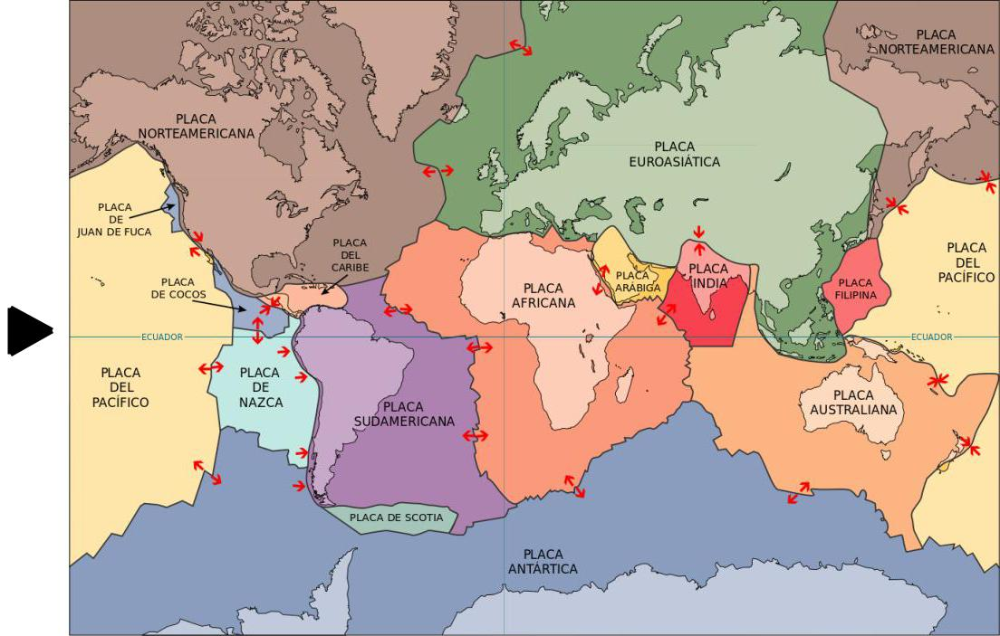 PLACA
NORTEAMERICANA
PLACA
NORTEAMERICANA
PLACA
EUROASIÁTICA
PLACA
DE
JUAN DE FUCA
PLACA
DEL
CARIBE
PLACA
DE COCOS
PLACA
AFRICANA
PLACA
ARÁBIGA
PLACA
INDIA
PLACA
FILIPINA
PLACA
DEL
PACÍFICO
ECUADOR
ECUADOR
PLACA
DEL
PACÍFICO
PLACA
DE
NAZCA
PLACA
SUDAMERICANA
PLACA
AUSTRALIANA
PLACA DE SCOTIA
PLACA
ANTÁRTICA